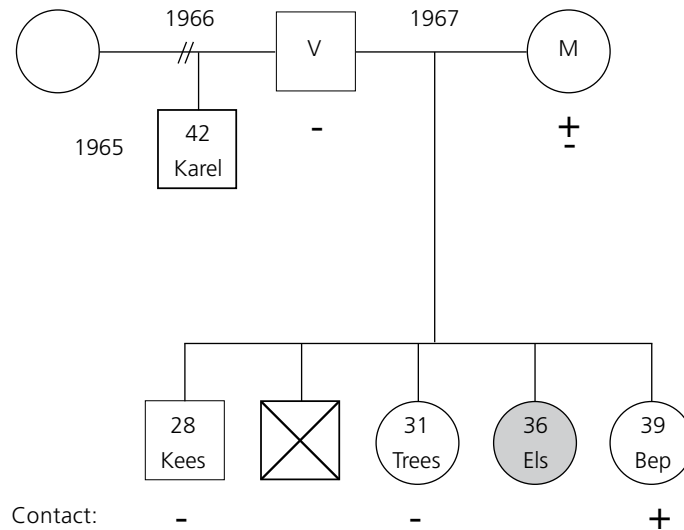 1966
1967
V
M
-
±
1965
42
Karel
28
Kees
31
Trees
36
Els
39
Bep
Contact: - - +